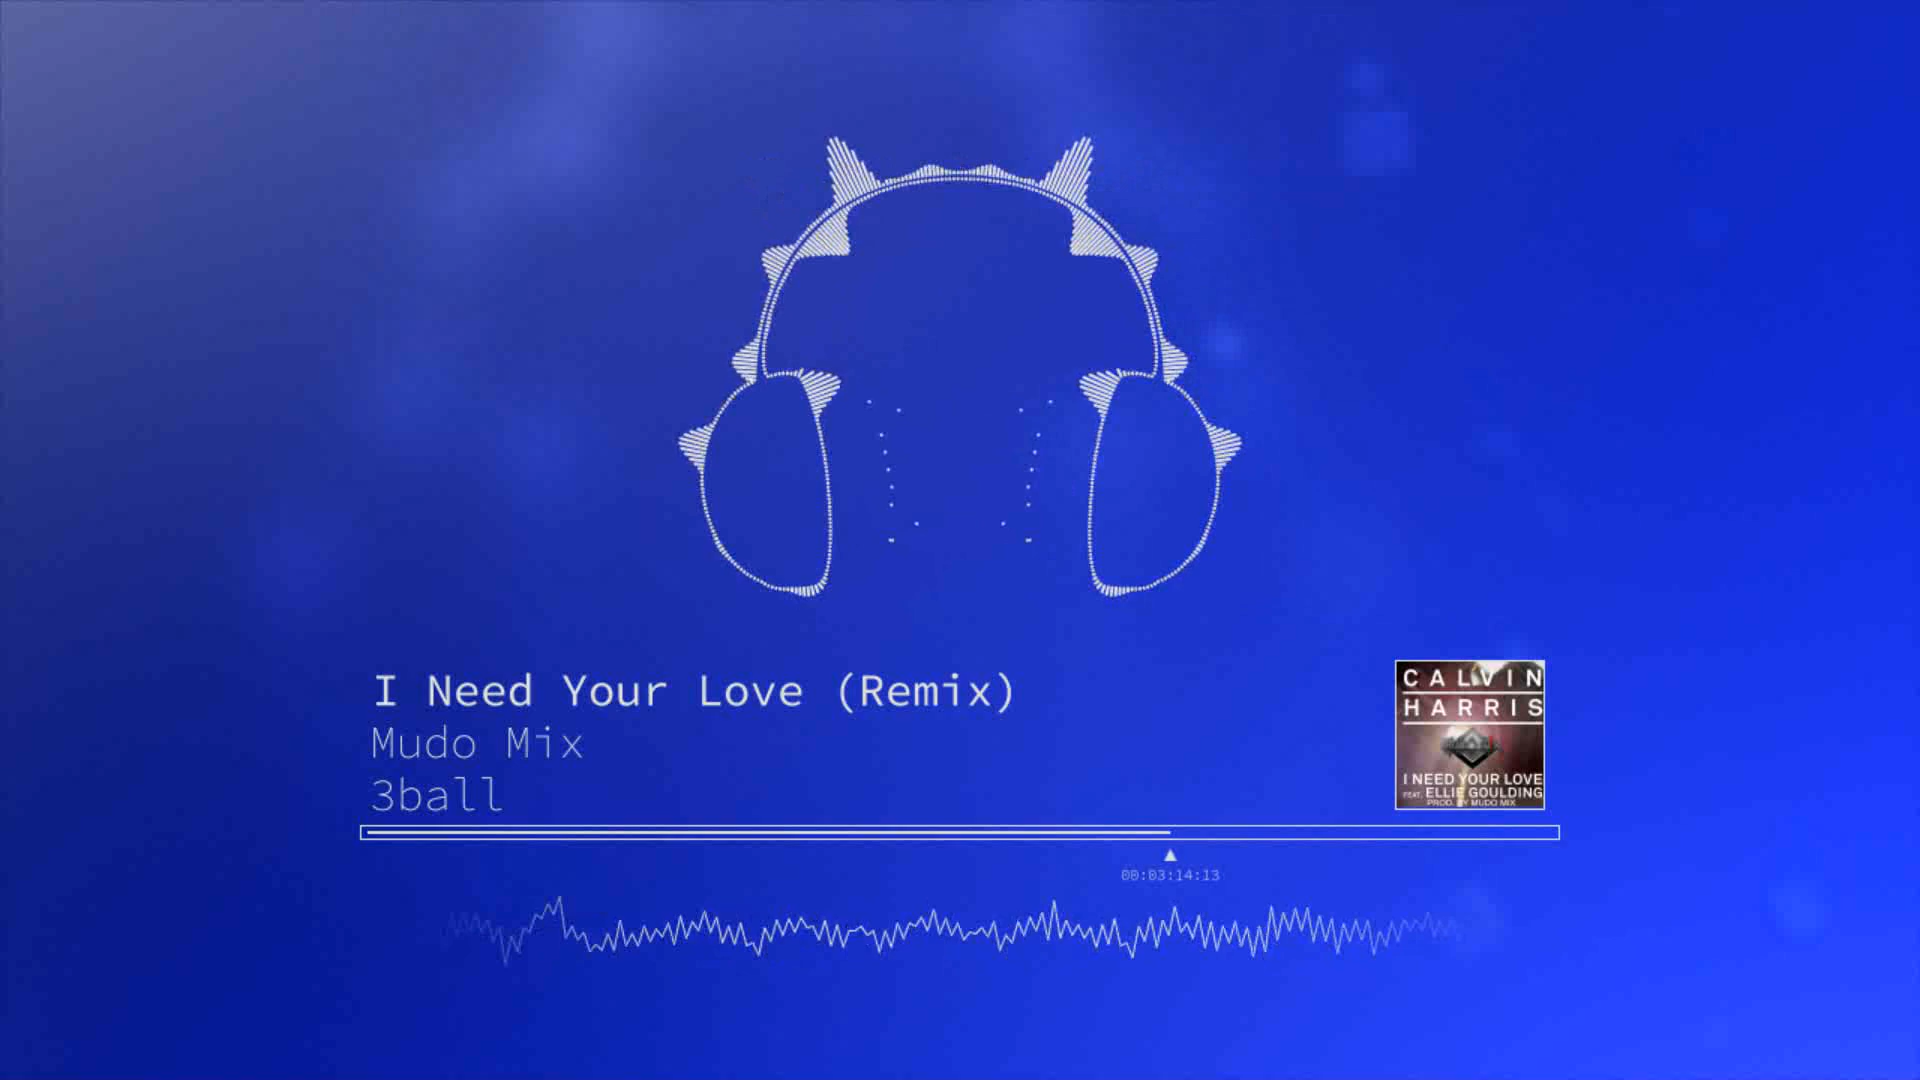 I Need Your Love (Remix)
Mudo Mix
3ball
CALVIN
HARRIS
I NEED YOUR LOVE
FEAT. ELLIE GOULDING
PROD. BY MUDO MIX
00:03:14:13